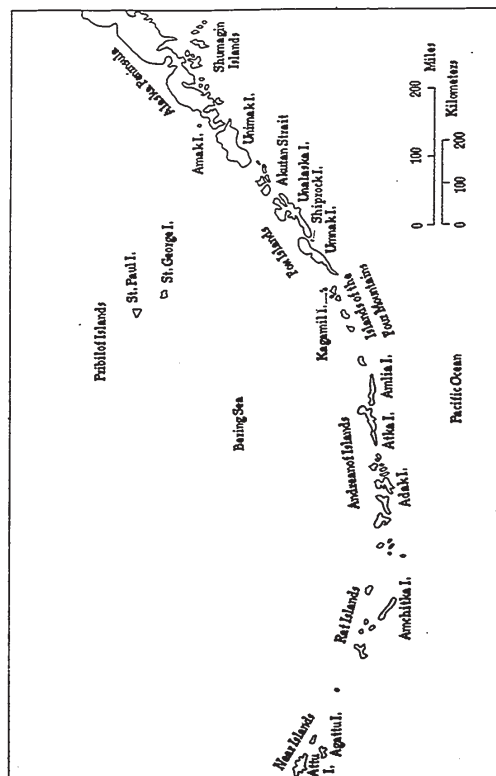 Pribilof Islands
St. Paul I.
St. George I.
Alaska Peninsula
Bering Sea
Amak I.
Shumagin
Islands
Unimak I.
Near Islands
Attu
I.
Agattu I.
Fox Islands
Akutan Strait
Unalaska I.
Shiprock I.
Umnak I.
Kagamil I.
Islands of the
Four Mountains
Rat Islands
Amchitka I.
Andreanof Islands
Adak I.
Atka I.
Amlia I.
Pacific Ocean
0 100 200
Miles
0 100 200
Kilometers